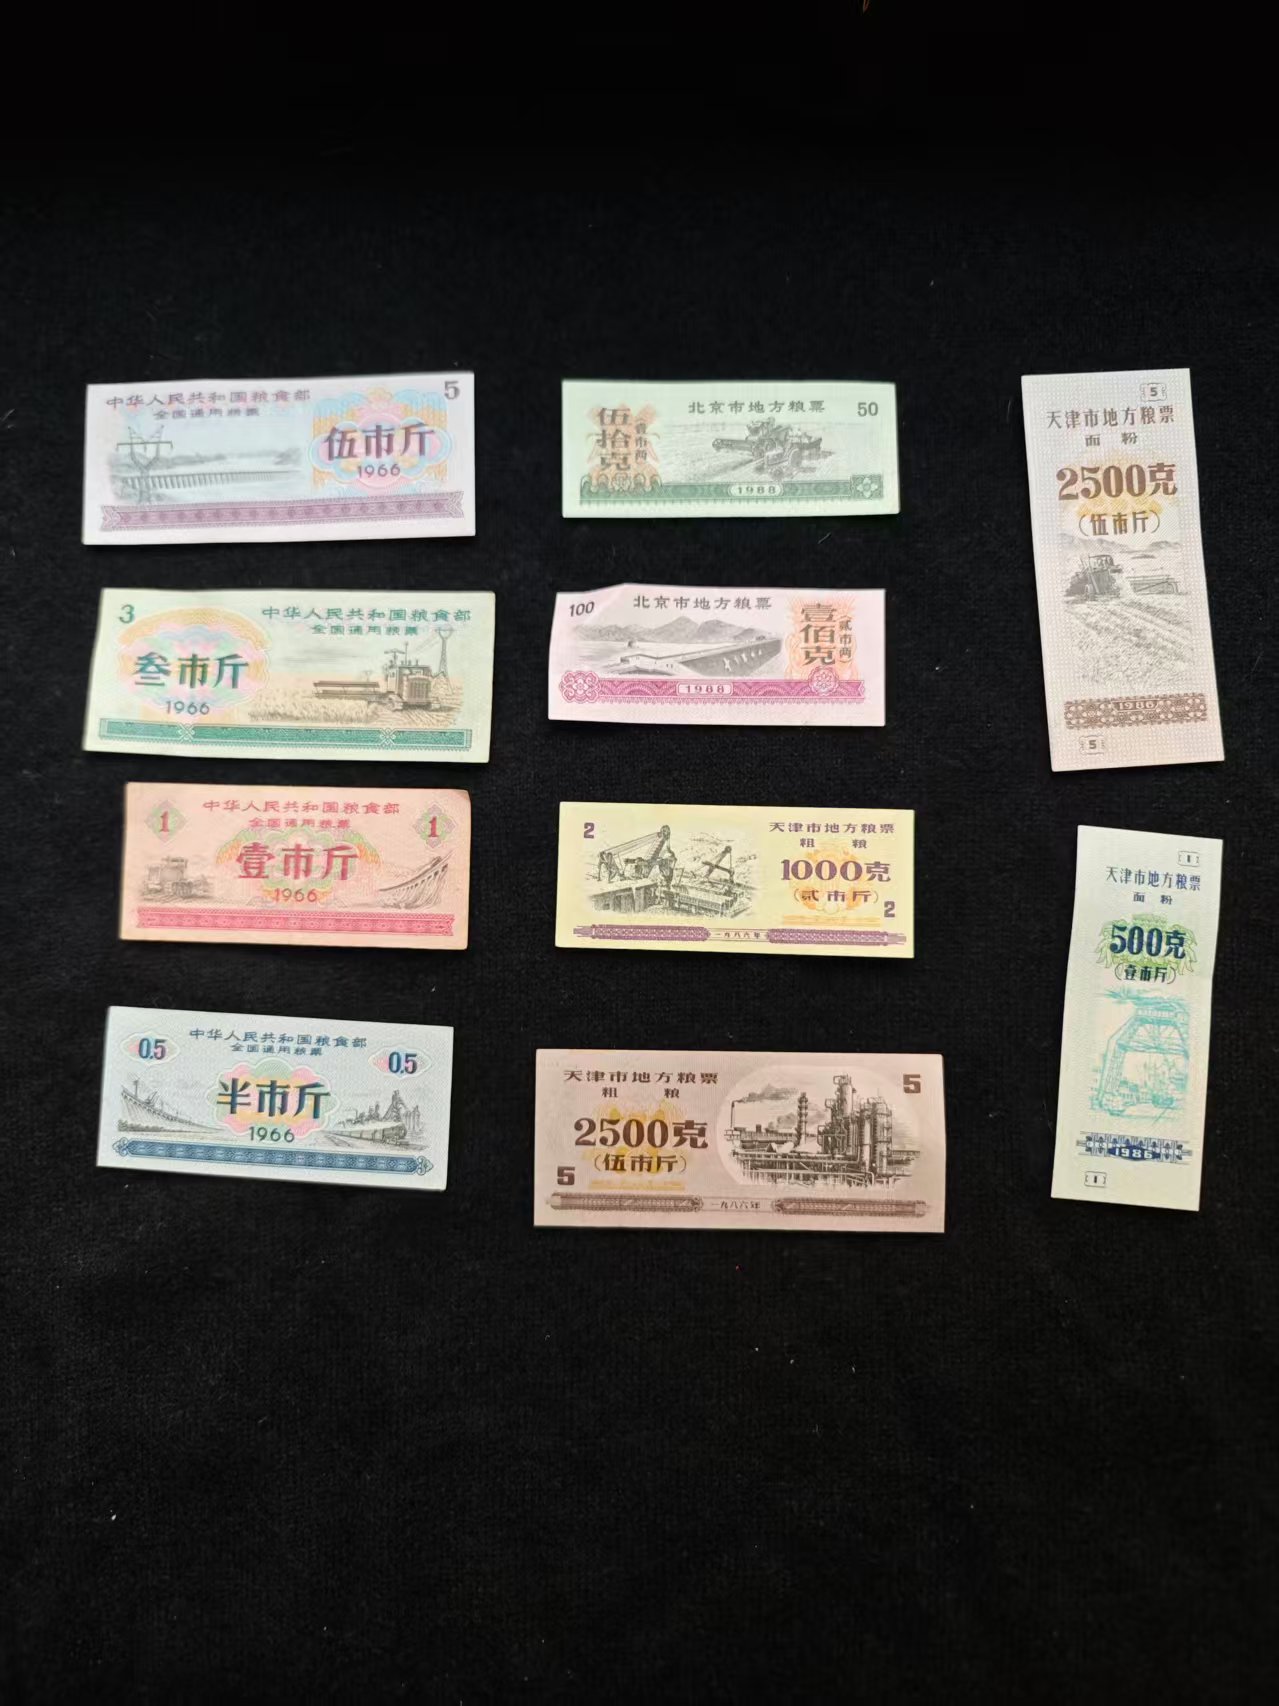 中华人民共和国粮食部
5
全国通用粮票
伍市斤
1966
3
中华人民共和国粮食部
全国通用粮票
叁市斤
1966
中华人民共和国粮食部
全国通用粮票
1
1
壹市斤
1966
中华人民共和国粮食部
全国通用粮票
0.5
0.5
半市斤
1966
北京市地方粮票
50
伍拾克
(壹市两)
1988
100
北京市地方粮票
壹佰克
(贰市两)
1988
2
天津市地方粮票
粗粮
1000克
(贰市斤)
2
一九八六年
天津市地方粮票
粗粮
5
2500克
(伍市斤)
5
一九八六年
5
天津市地方粮票
面粉
2500克
(伍市斤)
1986
5
1
天津市地方粮票
面粉
500克
(壹市斤)
1986
1